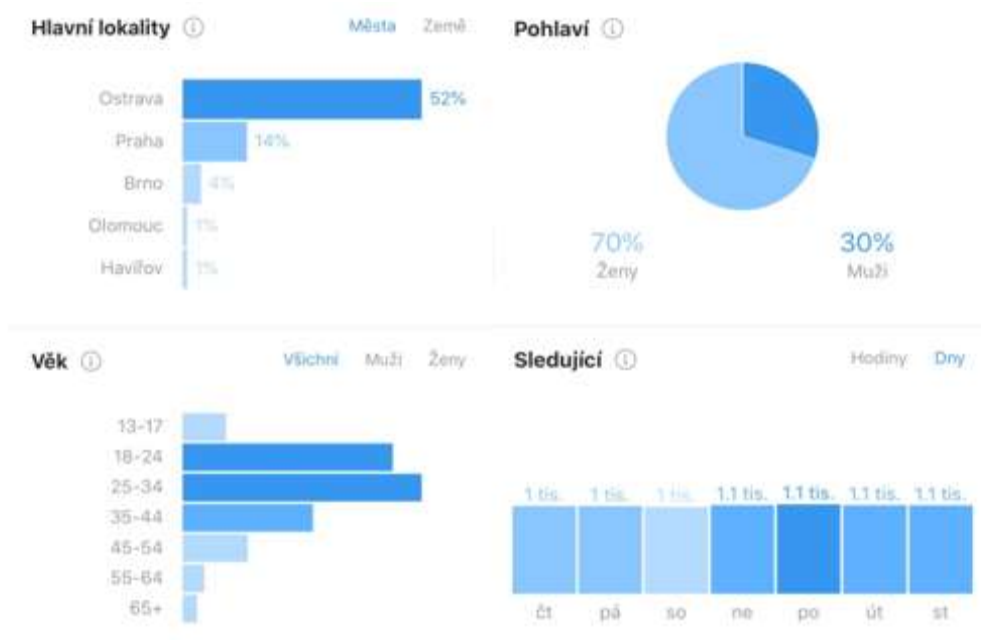 Hlavní lokality
Města Země
Ostrava 52%
Praha 14%
Brno 4%
Olomouc 1%
Havířov 1%
Pohlaví
70% 30%
Ženy Muži
Věk
Všichni Muži Ženy
13-17
18-24
25-34
35-44
45-54
55-64
65+
Sledující
Hodiny Dny
1 tis. 1 tis. 1 tis. 1.1 tis. 1.1 tis. 1.1 tis. 1.1 tis.
čt pá so ne po út st